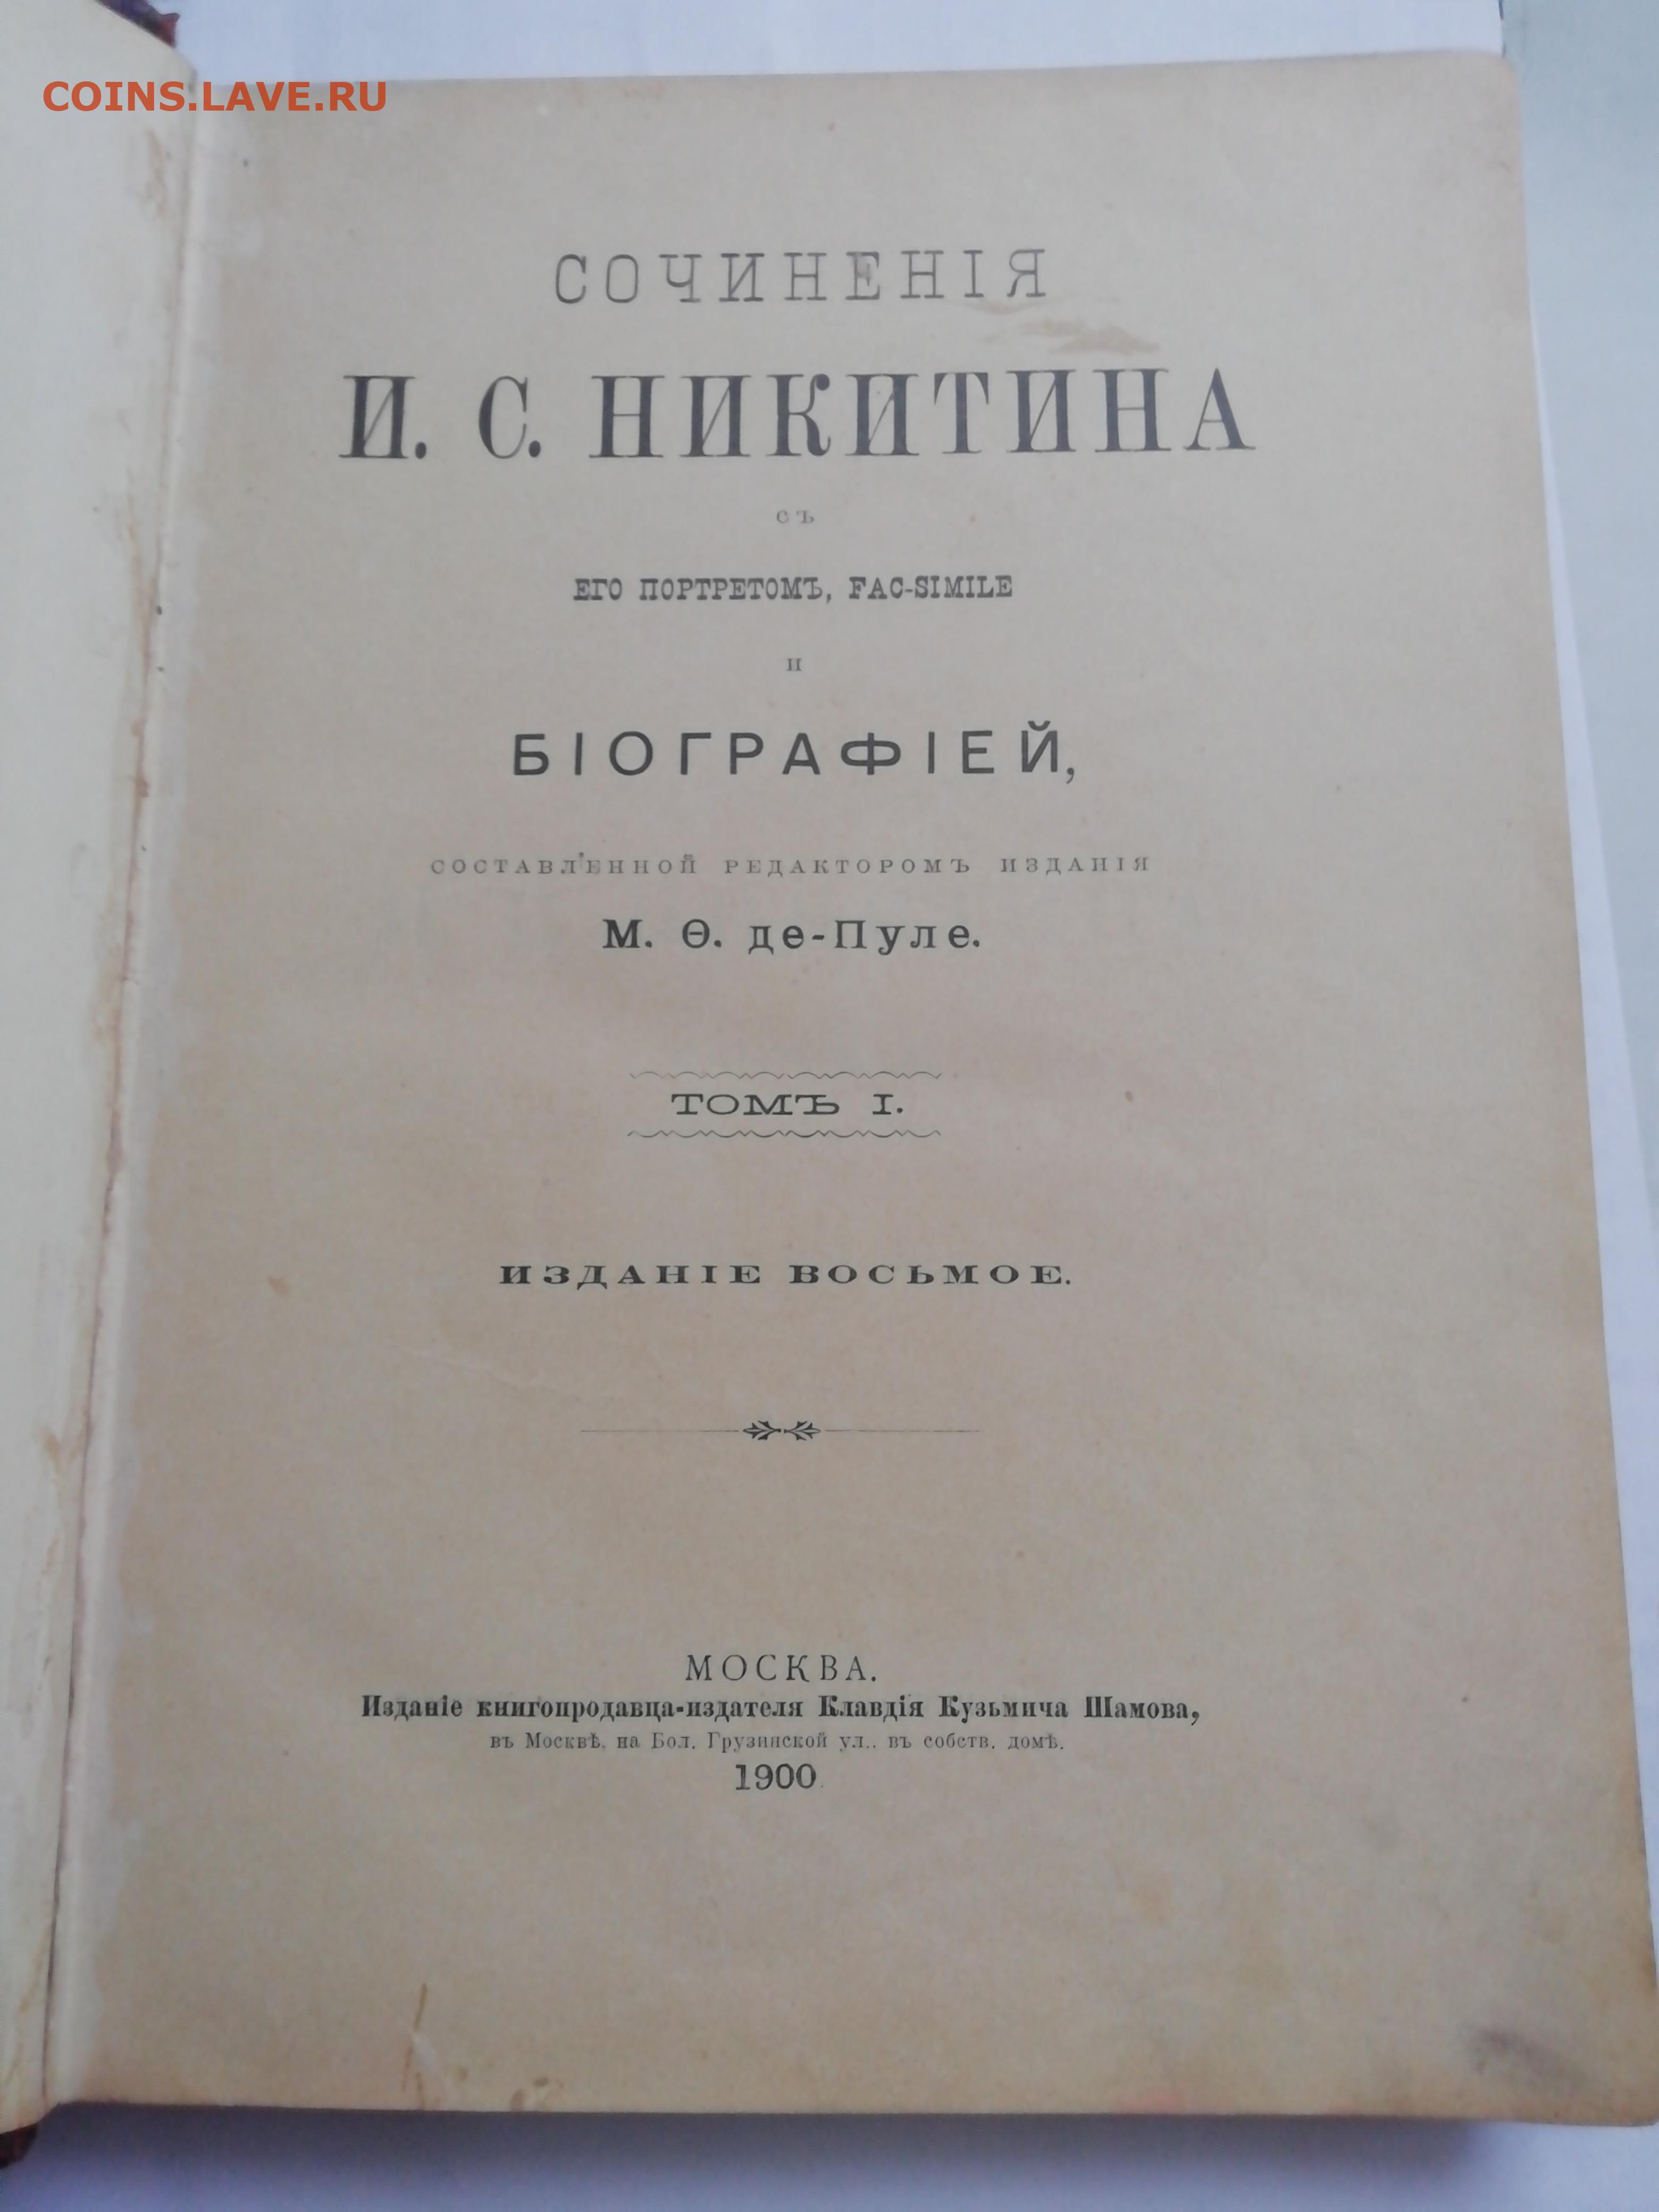 COINS.LAVE.RU
СОЧИНЕНІЯ
И. С. НИКИТИНА
СЪ
ЕГО ПОРТРЕТОМЪ, FAC-SIMILE
И
БІОГРАФІЕЙ,
СОСТАВЛЕННОЙ РЕДАКТОРОМЪ ИЗДАНІЯ
М. Ѳ. де-Пуле.
ТОМЪ I.
ИЗДАНІЕ ВОСЬМОЕ.
МОСКВА.
Изданіе книгопродавца-издателя Клавдія Кузьмича Шамова,
въ Москвѣ, на Бол. Грузинской ул., въ собств. домѣ.
1900